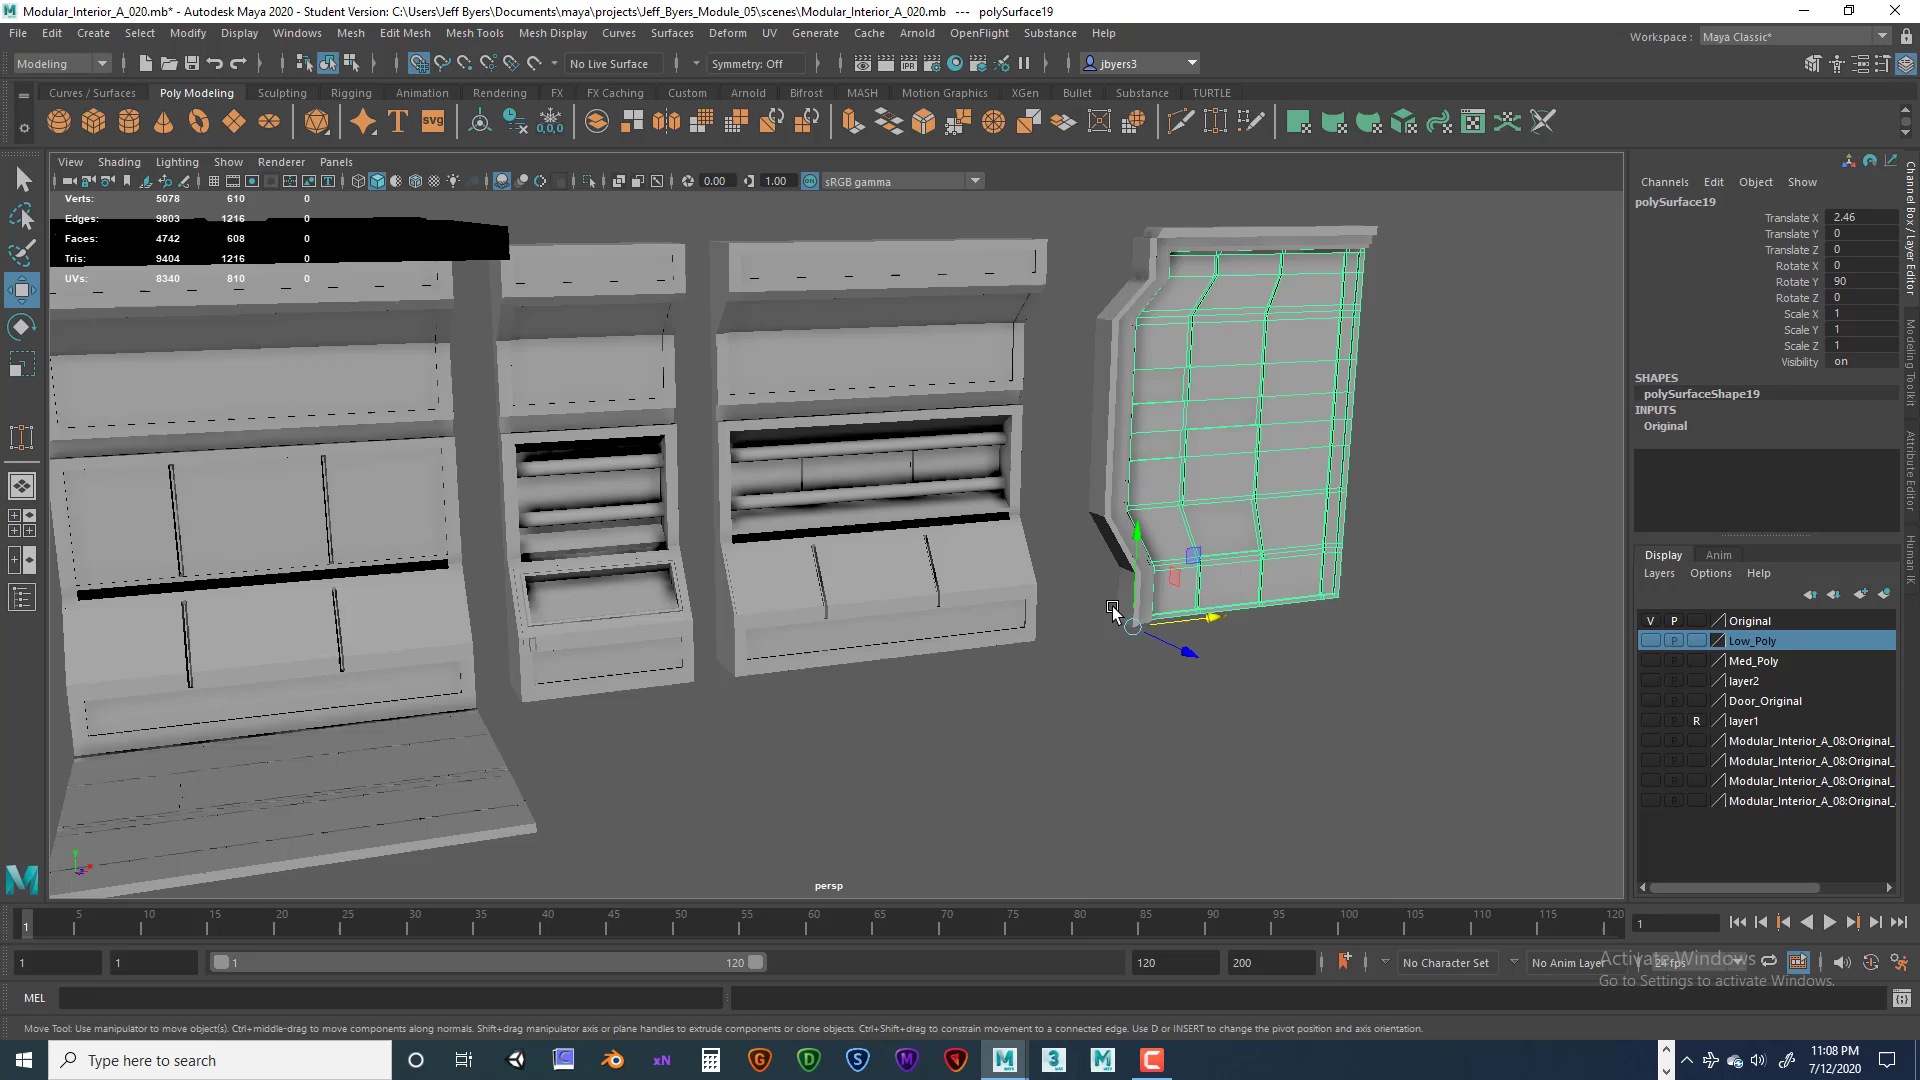 Modular_Interior_A_020.mb* - Autodesk Maya 2020 - Student Version: C:\Users\Jeff Byers\Documents\maya\projects\Jeff_Byers_Module_05\scenes\Modular_Interior_A_020.mb --- polySurface19
File Edit Create Select Modify Display Windows Mesh Edit Mesh Mesh Tools Mesh Display Curves Surfaces Deform UV Generate Cache Arnold OpenFlight Substance Help
Workspace : Maya Classic*
Modeling No Live Surface Symmetry: Off jbyers3
Curves / Surfaces Poly Modeling Sculpting Rigging Animation Rendering FX FX Caching Custom Arnold Bifrost MASH Motion Graphics XGen Bullet Substance TURTLE
View Shading Lighting Show Renderer Panels
0.00 1.00 sRGB gamma
Verts: 5078 610 0
Edges: 9803 1216 0
Faces: 4742 608 0
Tris: 9404 1216 0
UVs: 8340 810 0
persp
Channels Edit Object Show
polySurface19
Translate X 2.46
Translate Y 0
Translate Z 0
Rotate X 0
Rotate Y 90
Rotate Z 0
Scale X 1
Scale Y 1
Scale Z 1
Visibility on
SHAPES
polySurfaceShape19
INPUTS
Original
Display Anim
Layers Options Help
V P Original
P Low_Poly
P Med_Poly
P layer2
P Door_Original
P R layer1
P Modular_Interior_A_08:Original_
P Modular_Interior_A_08:Original_
P Modular_Interior_A_08:Original_
P Modular_Interior_A_08:Original_
Channel Box / Layer Editor
Modeling Toolkit
Attribute Editor
Human IK
1 5 10 15 20 25 30 35 40 45 50 55 60 65 70 75 80 85 90 95 100 105 110 115 120
1
1 1 1 120 120 200 No Character Set No Anim Layer 24 fps
Activate Windows
Go to Settings to activate Windows.
MEL
Move Tool: Use manipulator to move object(s). Ctrl+middle-drag to move components along normals. Shift+drag manipulator axis or plane handles to extrude components or clone objects. Ctrl+Shift+drag to constrain movement to a connected edge. Use D or INSERT to change the pivot position and axis orientation.
Type here to search
11:08 PM
7/12/2020